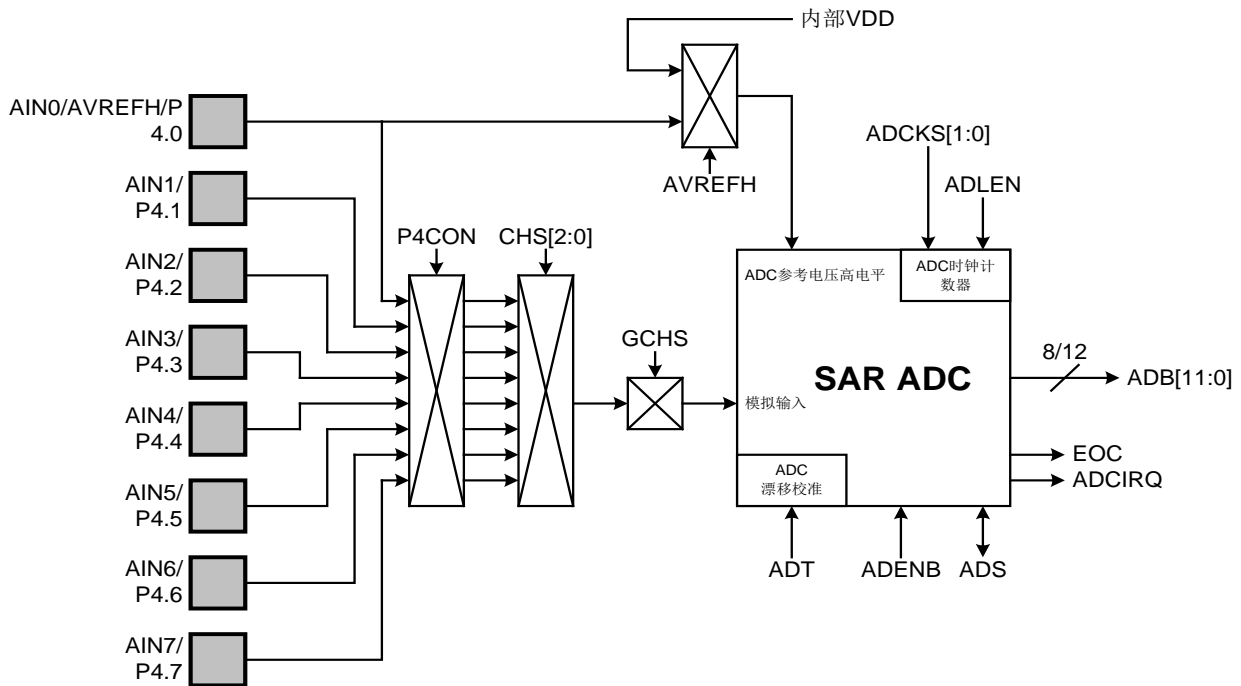 内部VDD
AIN0/AVREFH/P
4.0
AVREFH
ADCKS[1:0]
ADLEN
AIN1/
P4.1
P4CON
CHS[2:0]
AIN2/
P4.2
ADC参考电压高电平
ADC时钟计
数器
AIN3/
P4.3
GCHS
SAR ADC
8/12
ADB[11:0]
模拟输入
AIN4/
P4.4
EOC
ADCIRQ
ADC
漂移校准
AIN5/
P4.5
ADT
ADENB
ADS
AIN6/
P4.6
AIN7/
P4.7